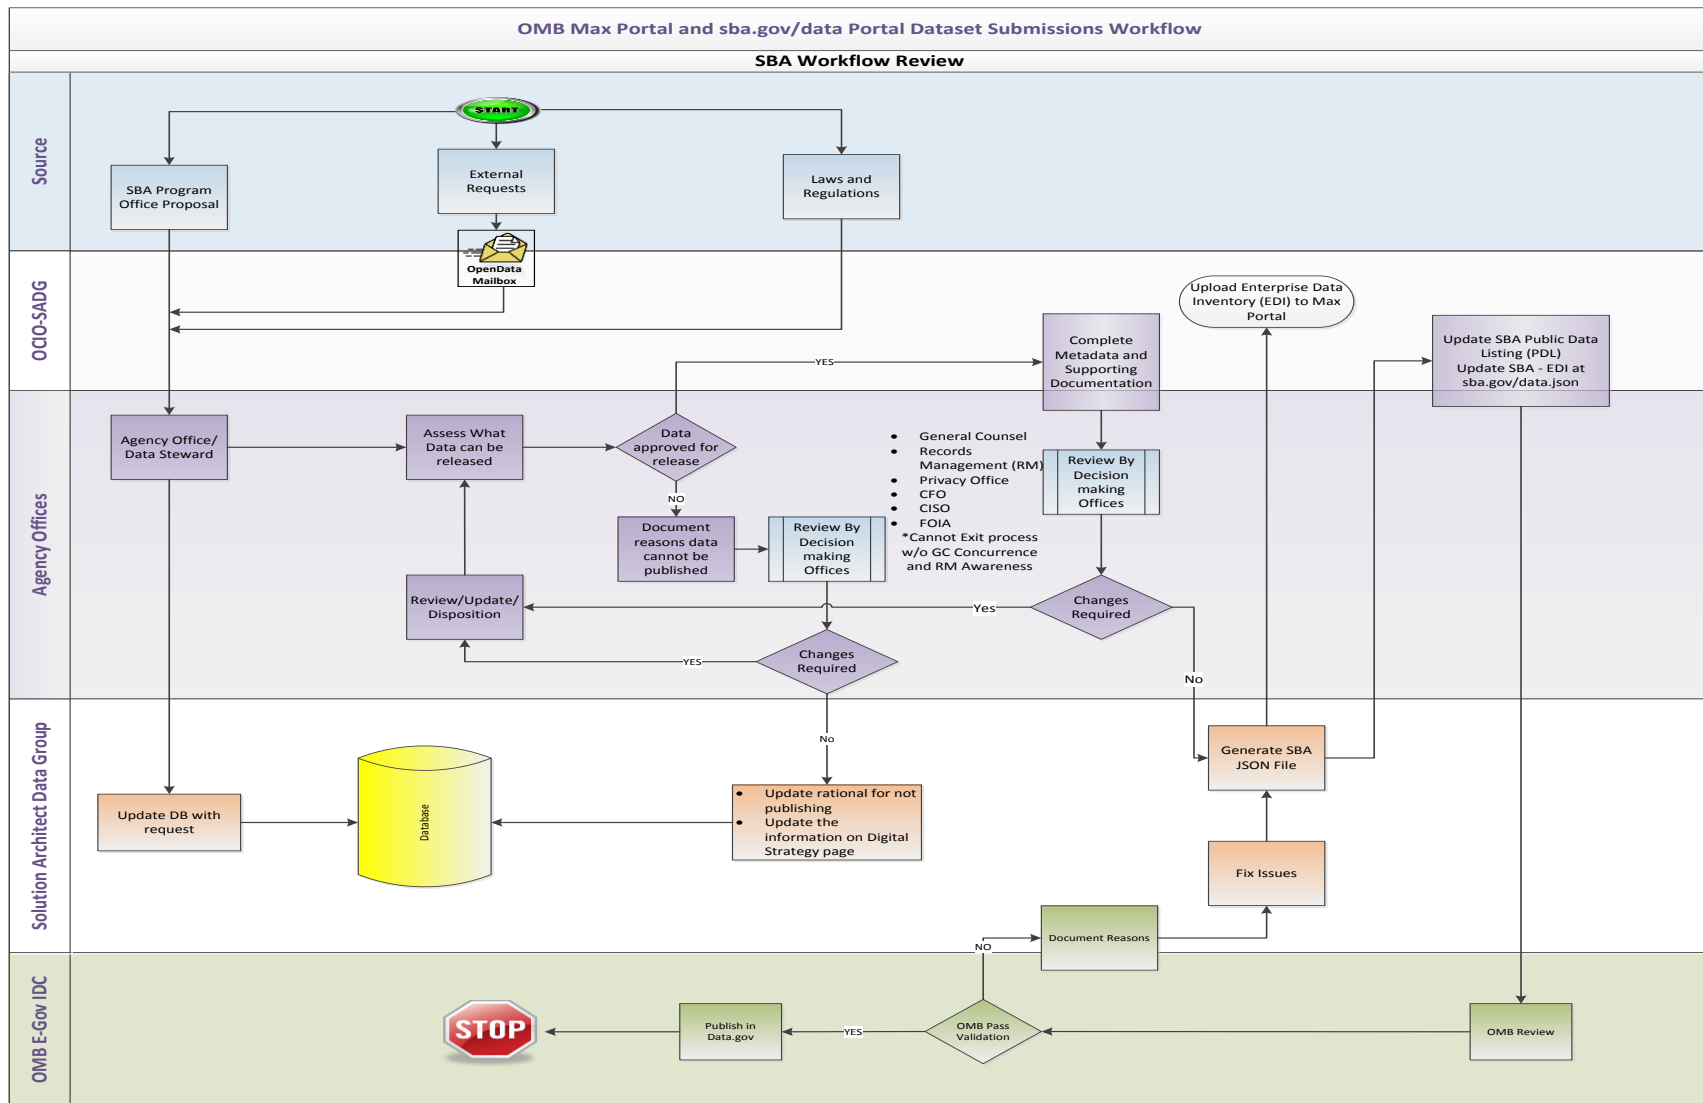 OMB Max Portal and sba.gov/data Portal Dataset Submissions Workflow
SBA Workflow Review
Source
START
SBA Program
Office Proposal
External
Requests
Laws and
Regulations
OpenData
Mailbox
OCIO-SADG
Upload Enterprise Data
Inventory (EDI) to Max
Portal
Complete
Metadata and
Supporting
Documentation
Update SBA Public Data
Listing (PDL)
Update SBA - EDI at
sba.gov/data.json
YES
Agency Offices
Agency Office/
Data Steward
Assess What
Data can be
released
Data
approved for
release
NO
• General Counsel
• Records
Management (RM)
• Privacy Office
• CFO
• CISO
• FOIA
*Cannot Exit process
w/o GC Concurrence
and RM Awareness
Review By
Decision
making
Offices
Document
reasons data
cannot be
published
Review By
Decision
making
Offices
Review/Update/
Disposition
Yes
Changes
Required
YES
Changes
Required
No
Solution Architect Data Group
No
Generate SBA
JSON File
Update DB with
request
Database
• Update rational for not
publishing
• Update the
information on Digital
Strategy page
Fix Issues
Document Reasons
NO
OMB E-Gov IDC
STOP
Publish in
Data.gov
YES
OMB Pass
Validation
OMB Review